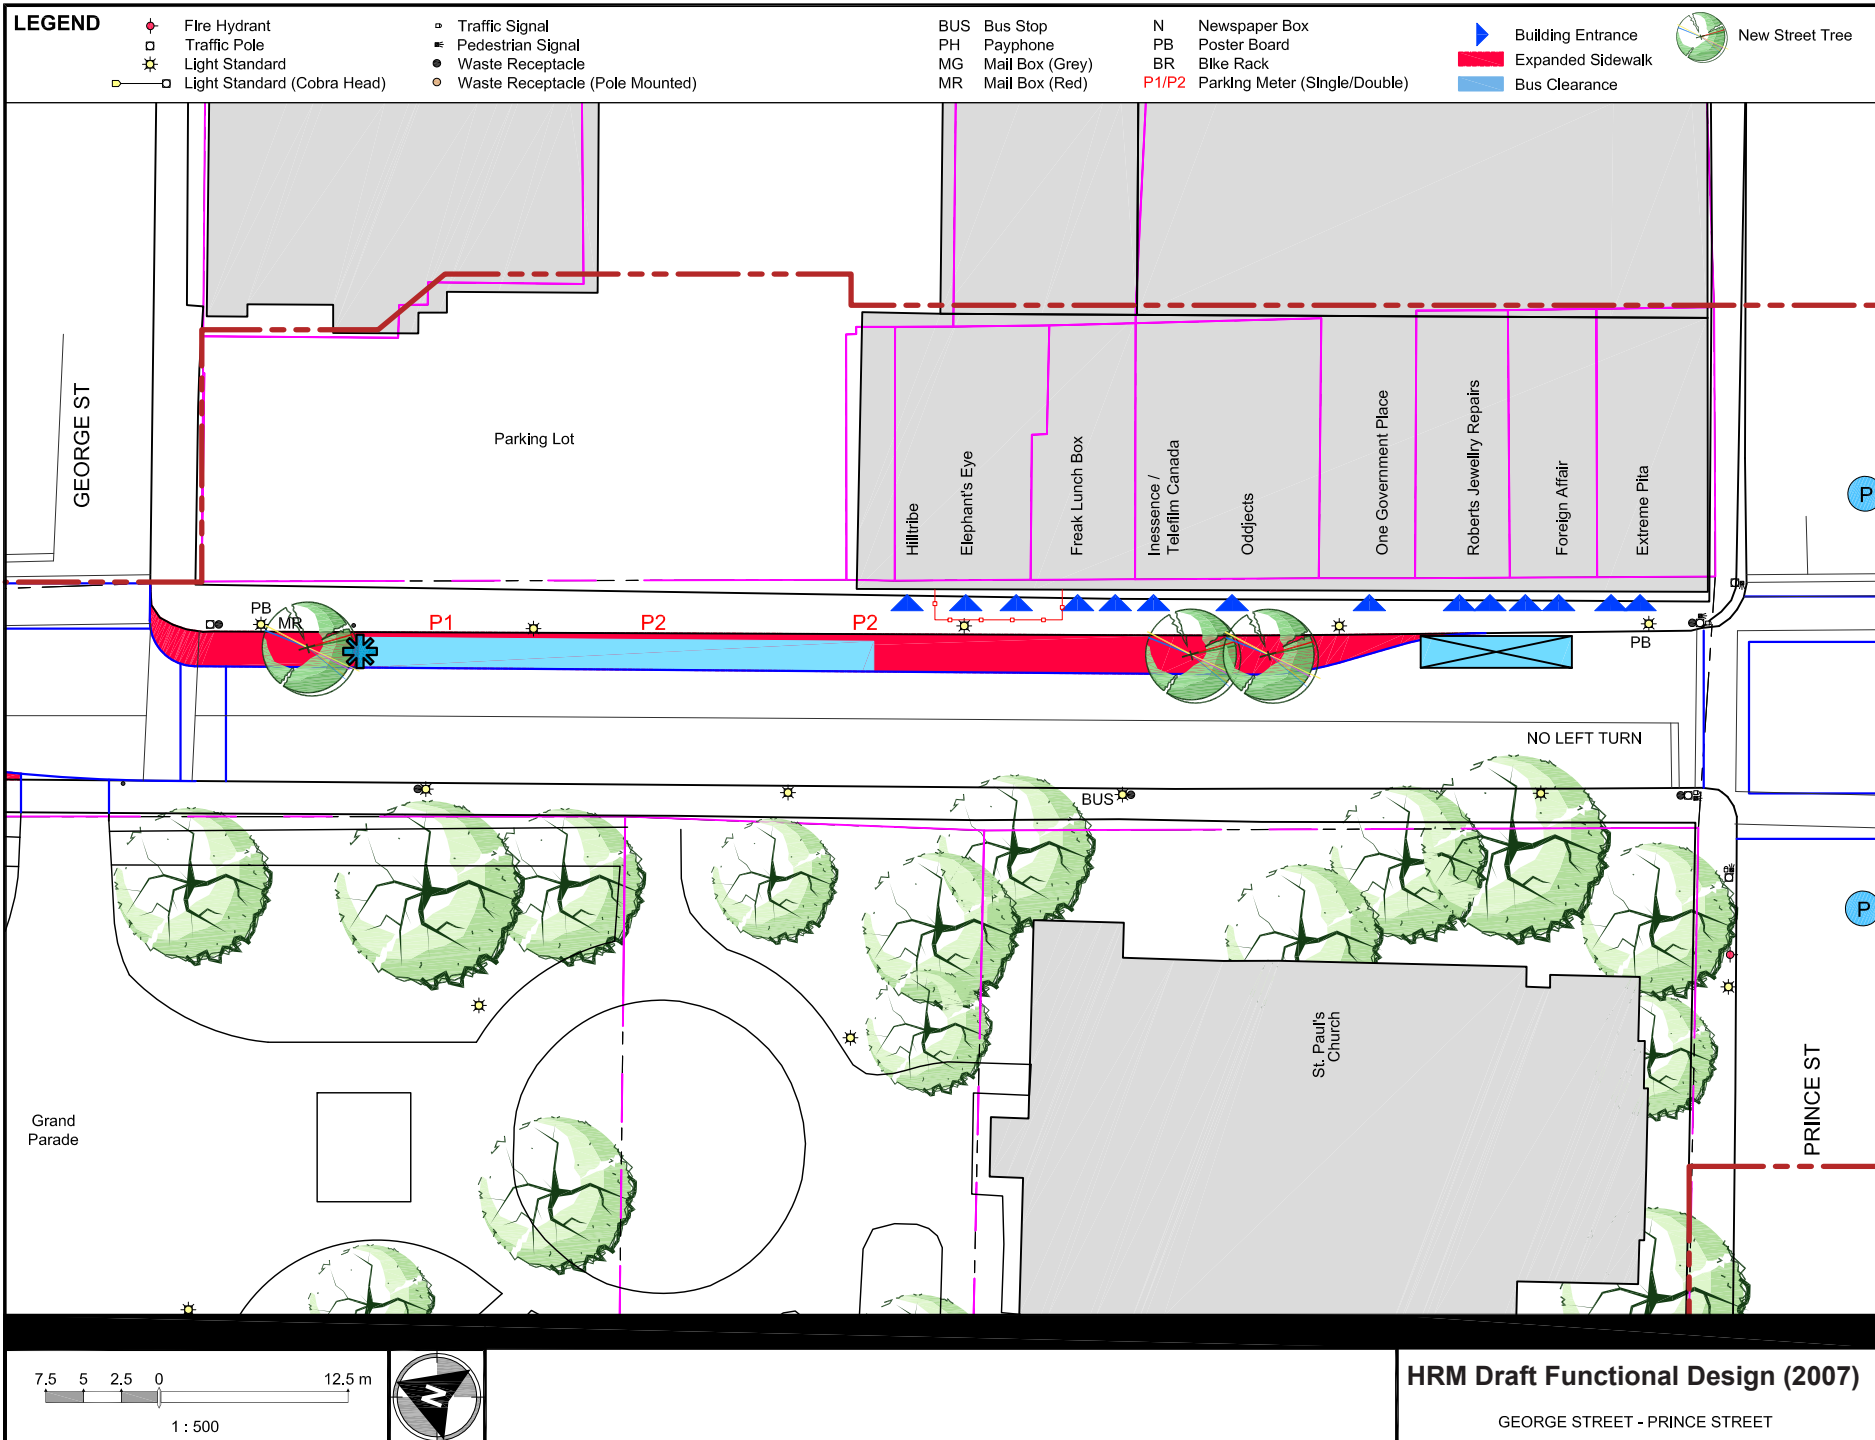 LEGEND
Fire Hydrant
Traffic Pole
Light Standard
Light Standard (Cobra Head)
Traffic Signal
Pedestrian Signal
Waste Receptacle
Waste Receptacle (Pole Mounted)
BUS Bus Stop
PH Payphone
MG Mail Box (Grey)
MR Mail Box (Red)
N Newspaper Box
PB Poster Board
BR Bike Rack
P1/P2 Parking Meter (Single/Double)
Building Entrance
Expanded Sidewalk
Bus Clearance
New Street Tree
GEORGE ST
Parking Lot
Hilltribe
Elephant's Eye
Freak Lunch Box
Inessence /
Telefilm Canada
Oddjects
One Government Place
Roberts Jewellry Repairs
Foreign Affair
Extreme Pita
P
PB
MR
P1
P2
P2
PB
NO LEFT TURN
BUS
P
St. Paul's
Church
Grand
Parade
PRINCE ST
7.5 5 2.5 0 12.5 m
1 : 500
N
HRM Draft Functional Design (2007)
GEORGE STREET - PRINCE STREET